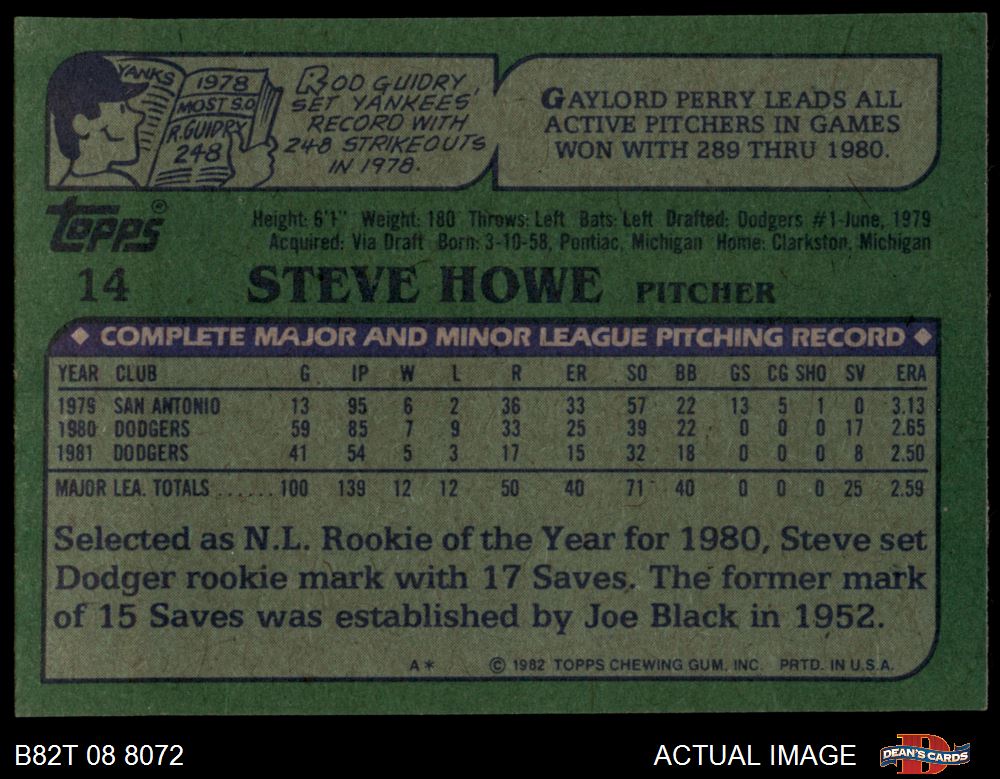 YANKS
1978
MOST S.O
R.GUIDRY
248
ROD GUIDRY,
SET YANKEES'
RECORD WITH
248 STRIKEOUTS
IN 1978.
GAYLORD PERRY LEADS ALL
ACTIVE PITCHERS IN GAMES
WON WITH 289 THRU 1980.
Topps®
Height: 6'1" Weight: 180 Throws: Left Bats: Left Drafted: Dodgers #1-June, 1979
Acquired: Via Draft Born: 3-10-58, Pontiac, Michigan Home: Clarkston, Michigan
14 STEVE HOWE PITCHER
◆ COMPLETE MAJOR AND MINOR LEAGUE PITCHING RECORD ◆
YEAR CLUB G IP W L R ER SO BB GS CG SHO SV ERA
1979 SAN ANTONIO 13 95 6 2 36 33 57 22 13 5 1 0 3.13
1980 DODGERS 59 85 7 9 33 25 39 22 0 0 0 17 2.65
1981 DODGERS 41 54 5 3 17 15 32 18 0 0 0 8 2.50
MAJOR LEA. TOTALS ...... 100 139 12 12 50 40 71 40 0 0 0 25 2.59
Selected as N.L. Rookie of the Year for 1980, Steve set
Dodger rookie mark with 17 Saves. The former mark
of 15 Saves was established by Joe Black in 1952.
A* © 1982 TOPPS CHEWING GUM, INC. PRTD. IN U.S.A.
B82T 08 8072 ACTUAL IMAGE DEAN'S CARDS